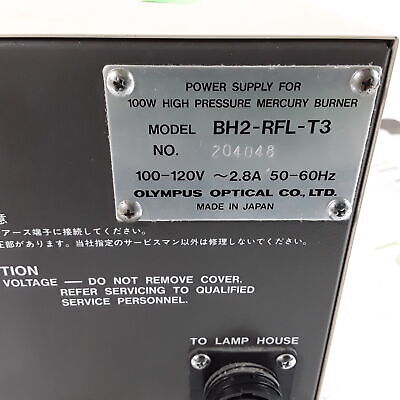 POWER SUPPLY FOR
100W HIGH PRESSURE MERCURY BURNER
MODEL BH2-RFL-T3
NO. 204048
100-120V ～2.8A 50-60Hz
OLYMPUS OPTICAL CO., LTD.
MADE IN JAPAN
意
アース端子に接続してください。
圧部があります。当社指定のサービスマン以外は修理しないでください。
TION
VOLTAGE — DO NOT REMOVE COVER.
REFER SERVICING TO QUALIFIED
SERVICE PERSONNEL.
TO LAMP HOUSE